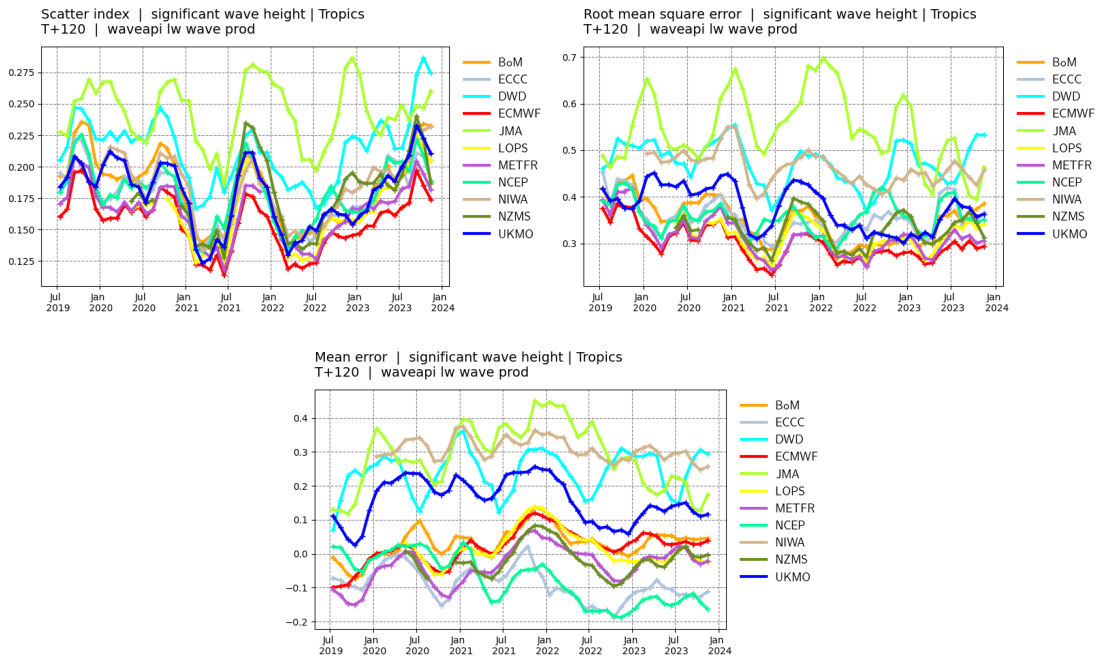 Scatter index | significant wave height | Tropics
T+120 | waveapi lw wave prod
0.275
0.250
0.225
0.200
0.175
0.150
0.125
Jul Jan Jul Jan Jul Jan Jul Jan Jul Jan
2019 2020 2020 2021 2021 2022 2022 2023 2023 2024
BoM
ECCC
DWD
ECMWF
JMA
LOPS
METFR
NCEP
NIWA
NZMS
UKMO
Root mean square error | significant wave height | Tropics
T+120 | waveapi lw wave prod
0.7
0.6
0.5
0.4
0.3
Jul Jan Jul Jan Jul Jan Jul Jan Jul Jan
2019 2020 2020 2021 2021 2022 2022 2023 2023 2024
BoM
ECCC
DWD
ECMWF
JMA
LOPS
METFR
NCEP
NIWA
NZMS
UKMO
Mean error | significant wave height | Tropics
T+120 | waveapi lw wave prod
0.4
0.3
0.2
0.1
0.0
−0.1
−0.2
Jul Jan Jul Jan Jul Jan Jul Jan Jul Jan
2019 2020 2020 2021 2021 2022 2022 2023 2023 2024
BoM
ECCC
DWD
ECMWF
JMA
LOPS
METFR
NCEP
NIWA
NZMS
UKMO